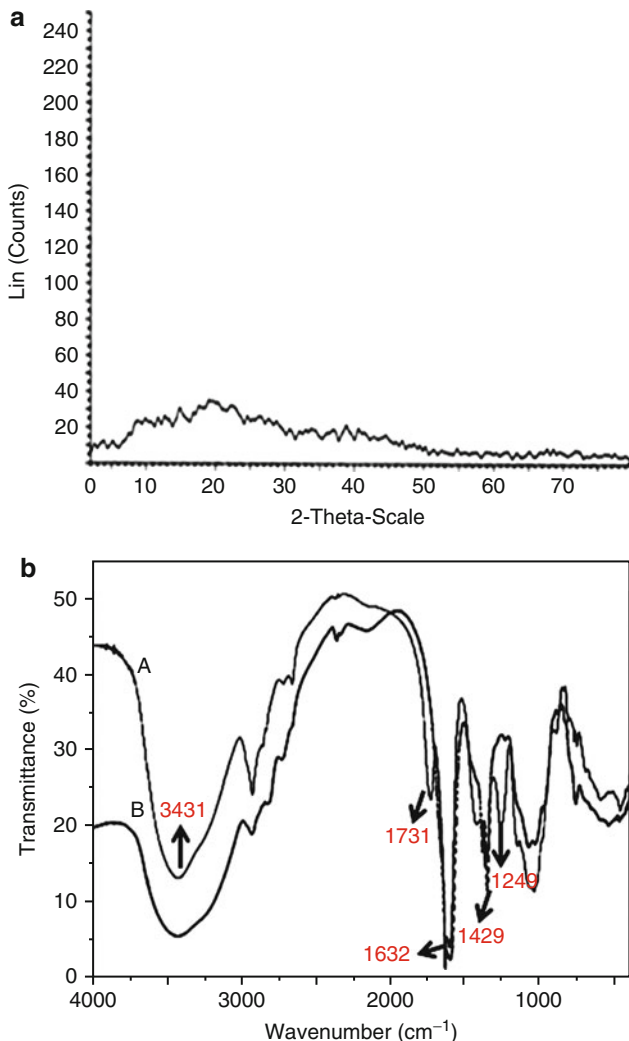 a
240
220
200
180
160
140
120
100
80
60
40
20
Lin (Counts)
0 10 20 30 40 50 60 70
2-Theta-Scale
b
50
40
30
20
10
0
Transmittance (%)
A
B
3431
1731
1249
1429
1632
4000 3000 2000 1000
Wavenumber (cm⁻¹)